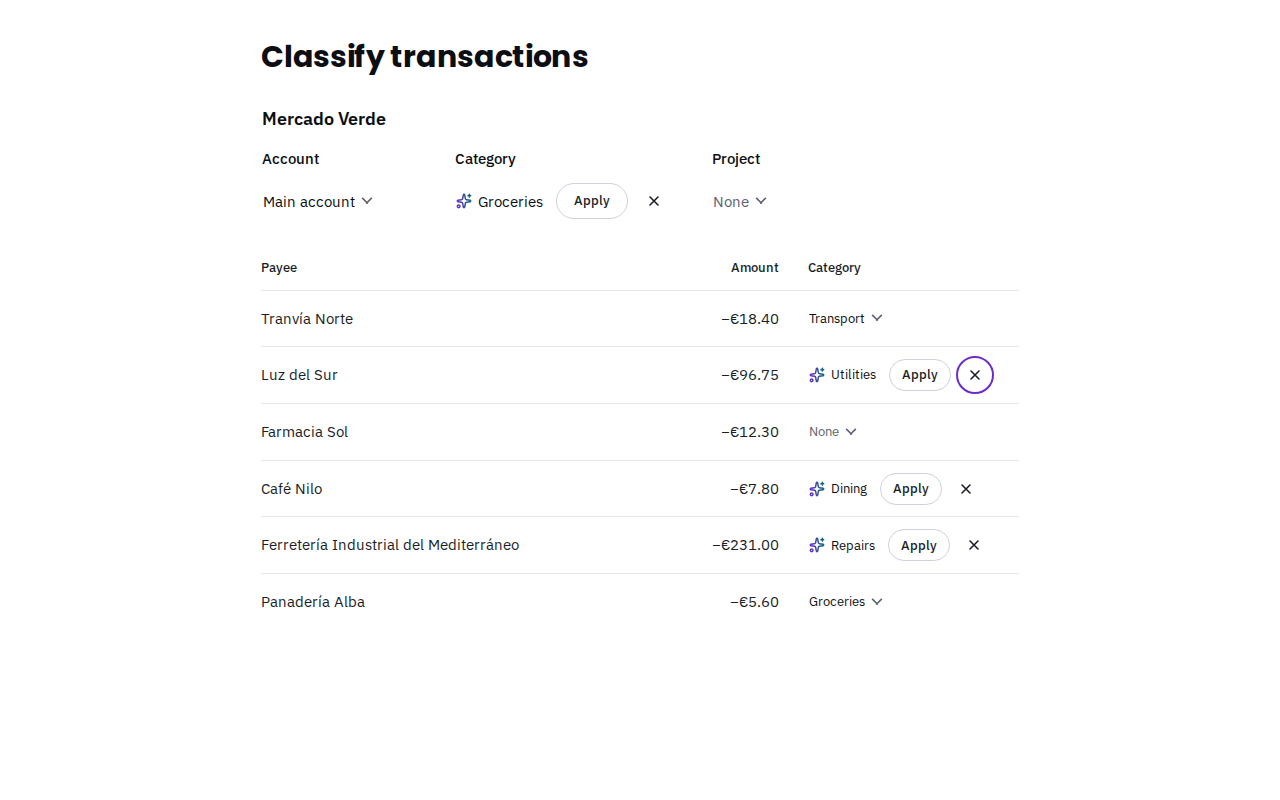 Classify transactions
Mercado Verde
Account Category Project
Main account Groceries Apply None
Payee Amount Category
Tranvía Norte −€18.40 Transport
Luz del Sur −€96.75 Utilities Apply
Farmacia Sol −€12.30 None
Café Nilo −€7.80 Dining Apply
Ferretería Industrial del Mediterráneo −€231.00 Repairs Apply
Panadería Alba −€5.60 Groceries